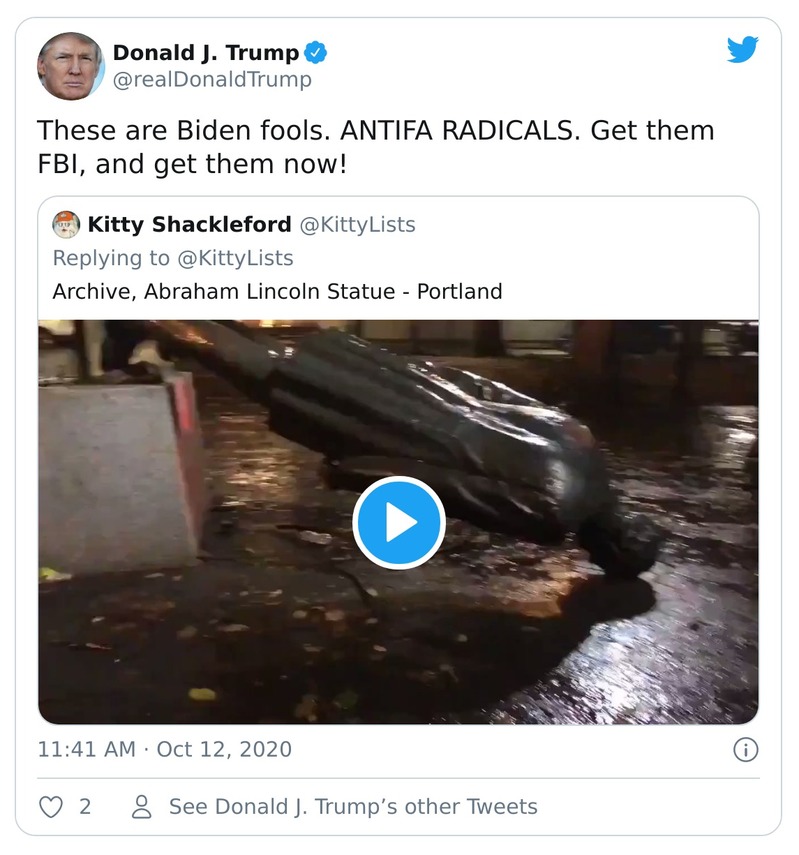 Donald J. Trump
@realDonaldTrump
These are Biden fools. ANTIFA RADICALS. Get them
FBI, and get them now!
Kitty Shackleford @KittyLists
Replying to @KittyLists
Archive, Abraham Lincoln Statue - Portland
11:41 AM · Oct 12, 2020
2
See Donald J. Trump’s other Tweets